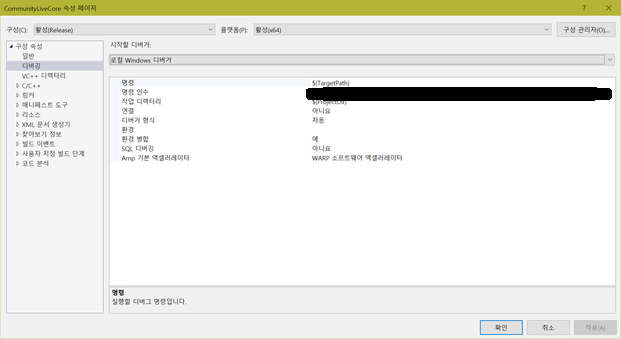 CommunityLiveCore 속성 페이지
구성(C): 활성(Release) 플랫폼(P): 활성(x64) 구성 관리자(O)...
구성 속성
일반
디버깅
VC++ 디렉터리
C/C++
링커
매니페스트 도구
리소스
XML 문서 생성기
찾아보기 정보
빌드 이벤트
사용자 지정 빌드 단계
코드 분석
시작할 디버거:
로컬 Windows 디버거
명령 $(TargetPath)
명령 인수
작업 디렉터리 $(ProjectDir)
연결 아니요
디버거 형식 자동
환경
환경 병합 예
SQL 디버깅 아니요
Amp 기본 액셀러레이터 WARP 소프트웨어 액셀러레이터
명령
실행할 디버그 명령입니다.
확인 취소 적용(A)